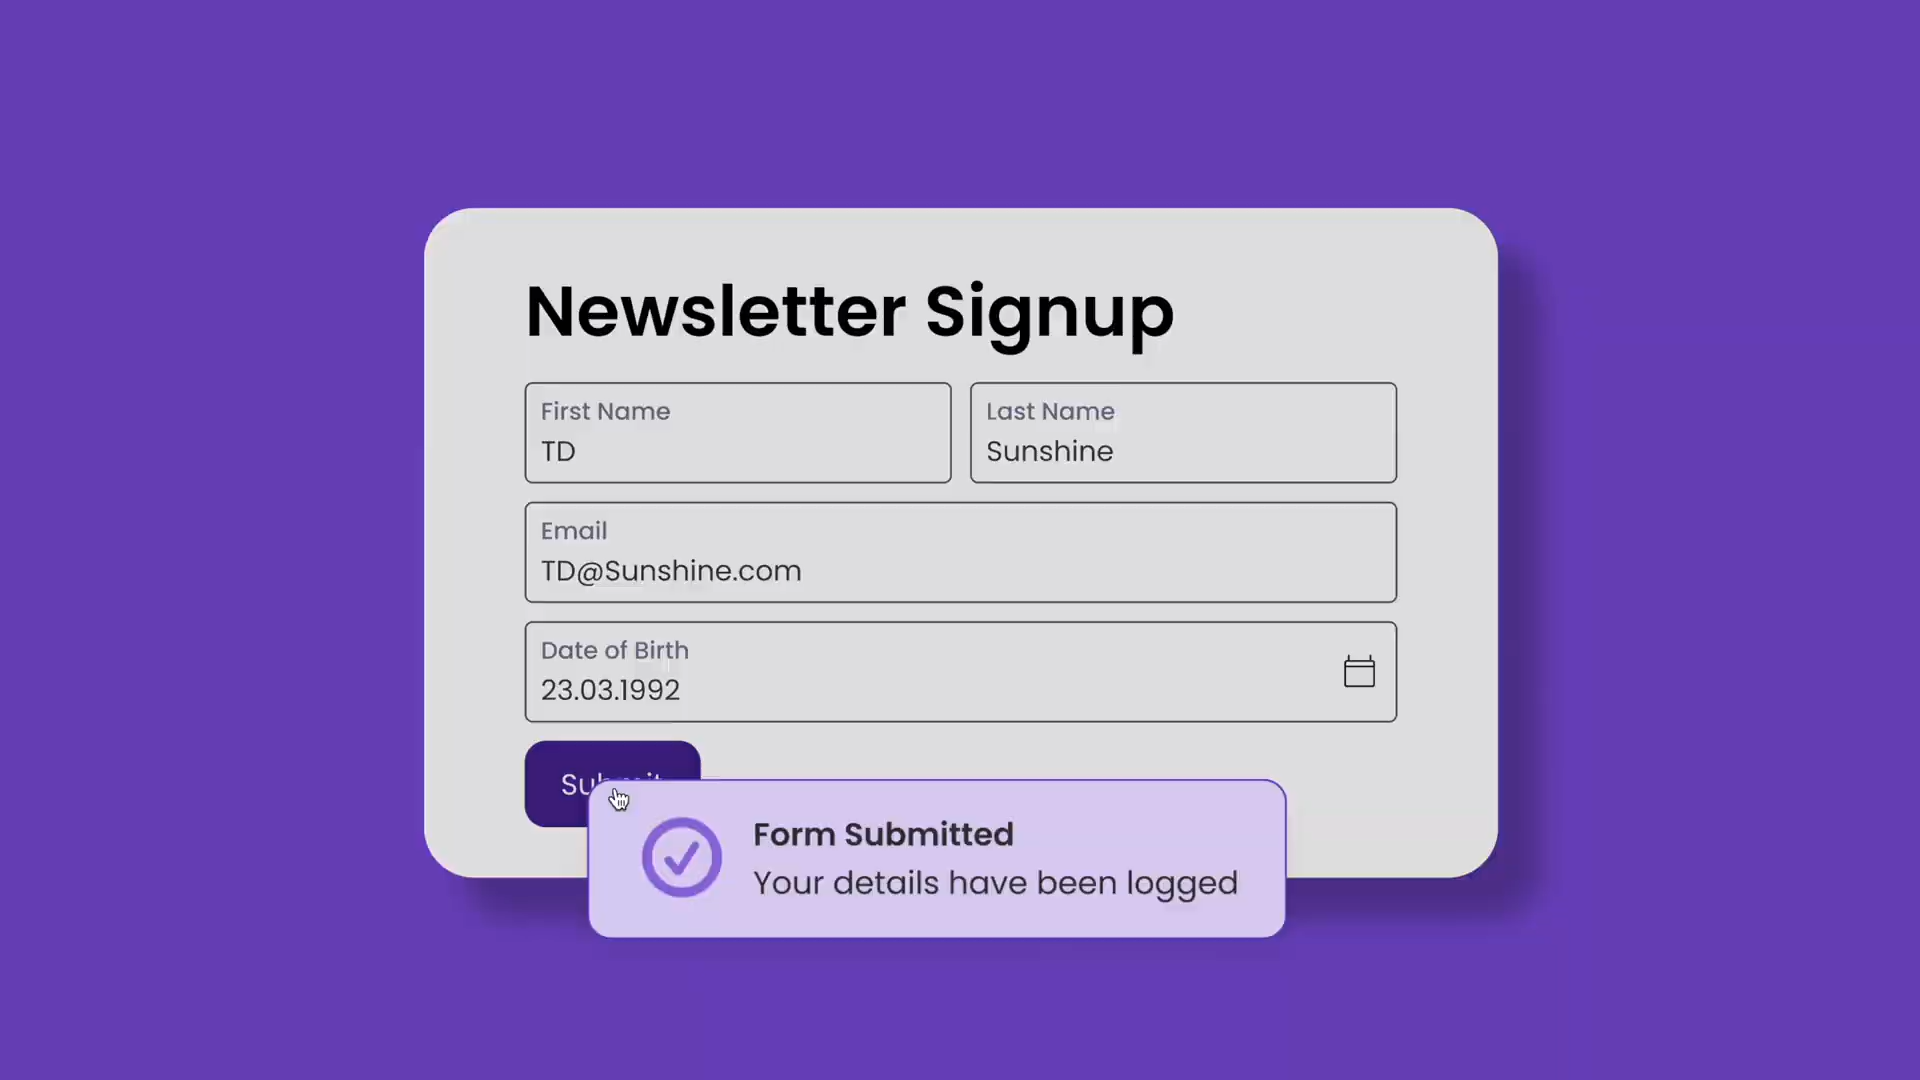 Newsletter Signup
First Name
TD
Last Name
Sunshine
Email
TD@Sunshine.com
Date of Birth
23.03.1992
Submit
Form Submitted
Your details have been logged